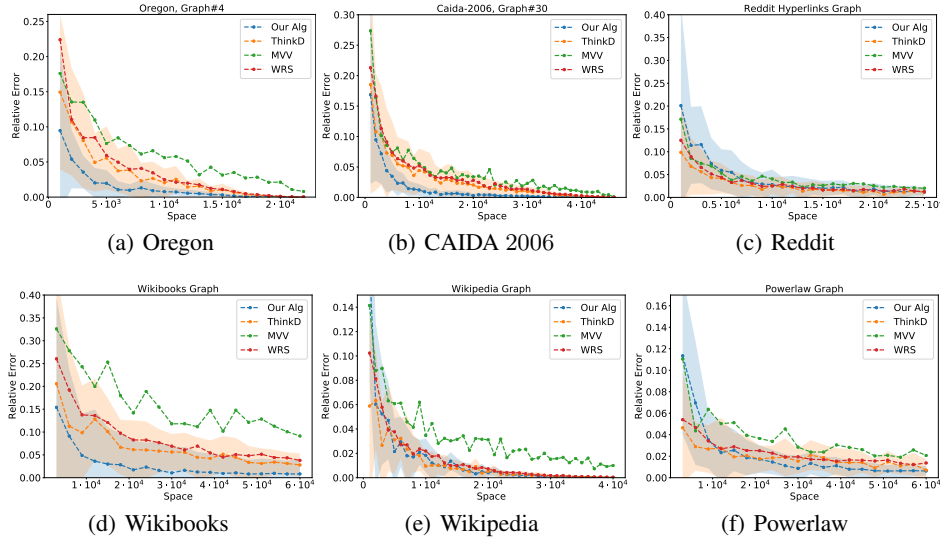 Oregon, Graph#4
Relative Error
0.25
0.20
0.15
0.10
0.05
0.00
0
5·10³
1·10⁴
1.5·10⁴
2·10⁴
Space
Our Alg
ThinkD
MVV
WRS
(a) Oregon
Caida-2006, Graph#30
Relative Error
0.30
0.25
0.20
0.15
0.10
0.05
0.00
0
1·10⁴
2·10⁴
3·10⁴
4·10⁴
Space
Our Alg
ThinkD
MVV
WRS
(b) CAIDA 2006
Reddit Hyperlinks Graph
Relative Error
0.40
0.35
0.30
0.25
0.20
0.15
0.10
0.05
0.00
0
0.5·10⁴
1·10⁴
1.5·10⁴
2·10⁴
2.5·10⁴
Space
Our Alg
ThinkD
MVV
WRS
(c) Reddit
Wikibooks Graph
Relative Error
0.40
0.35
0.30
0.25
0.20
0.15
0.10
0.05
0.00
1·10⁴
2·10⁴
3·10⁴
4·10⁴
5·10⁴
6·10⁴
Space
Our Alg
ThinkD
MVV
WRS
(d) Wikibooks
Wikipedia Graph
Relative Error
0.14
0.12
0.10
0.08
0.06
0.04
0.02
0.00
0
1·10⁴
2·10⁴
3·10⁴
4·10⁴
Space
Our Alg
ThinkD
MVV
WRS
(e) Wikipedia
Powerlaw Graph
Relative Error
0.16
0.14
0.12
0.10
0.08
0.06
0.04
0.02
0.00
1·10⁴
2·10⁴
3·10⁴
4·10⁴
5·10⁴
6·10⁴
Space
Our Alg
ThinkD
MVV
WRS
(f) Powerlaw